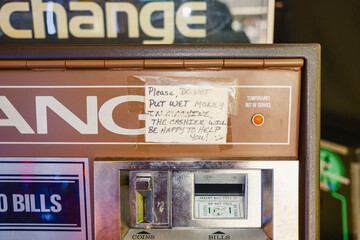 change
ANG
Please, DO NOT
PUT WET MONEY
IN MACHINE.
THE CASHIER WILL
BE HAPPY TO HELP
YOU! :)
TEMPORARILY
OUT OF SERVICE
O BILLS
COINS
BILLS